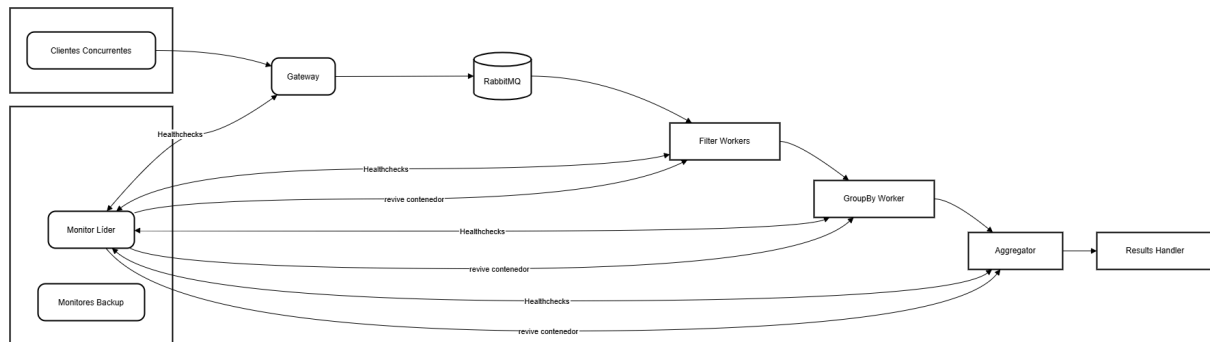 Clientes Concurrentes
Gateway
RabbitMQ
Healthchecks
Filter Workers
Healthchecks
revive contenedor
GroupBy Worker
Monitor Líder
Healthchecks
Aggregator
Results Handler
revive contenedor
Monitores Backup
Healthchecks
revive contenedor